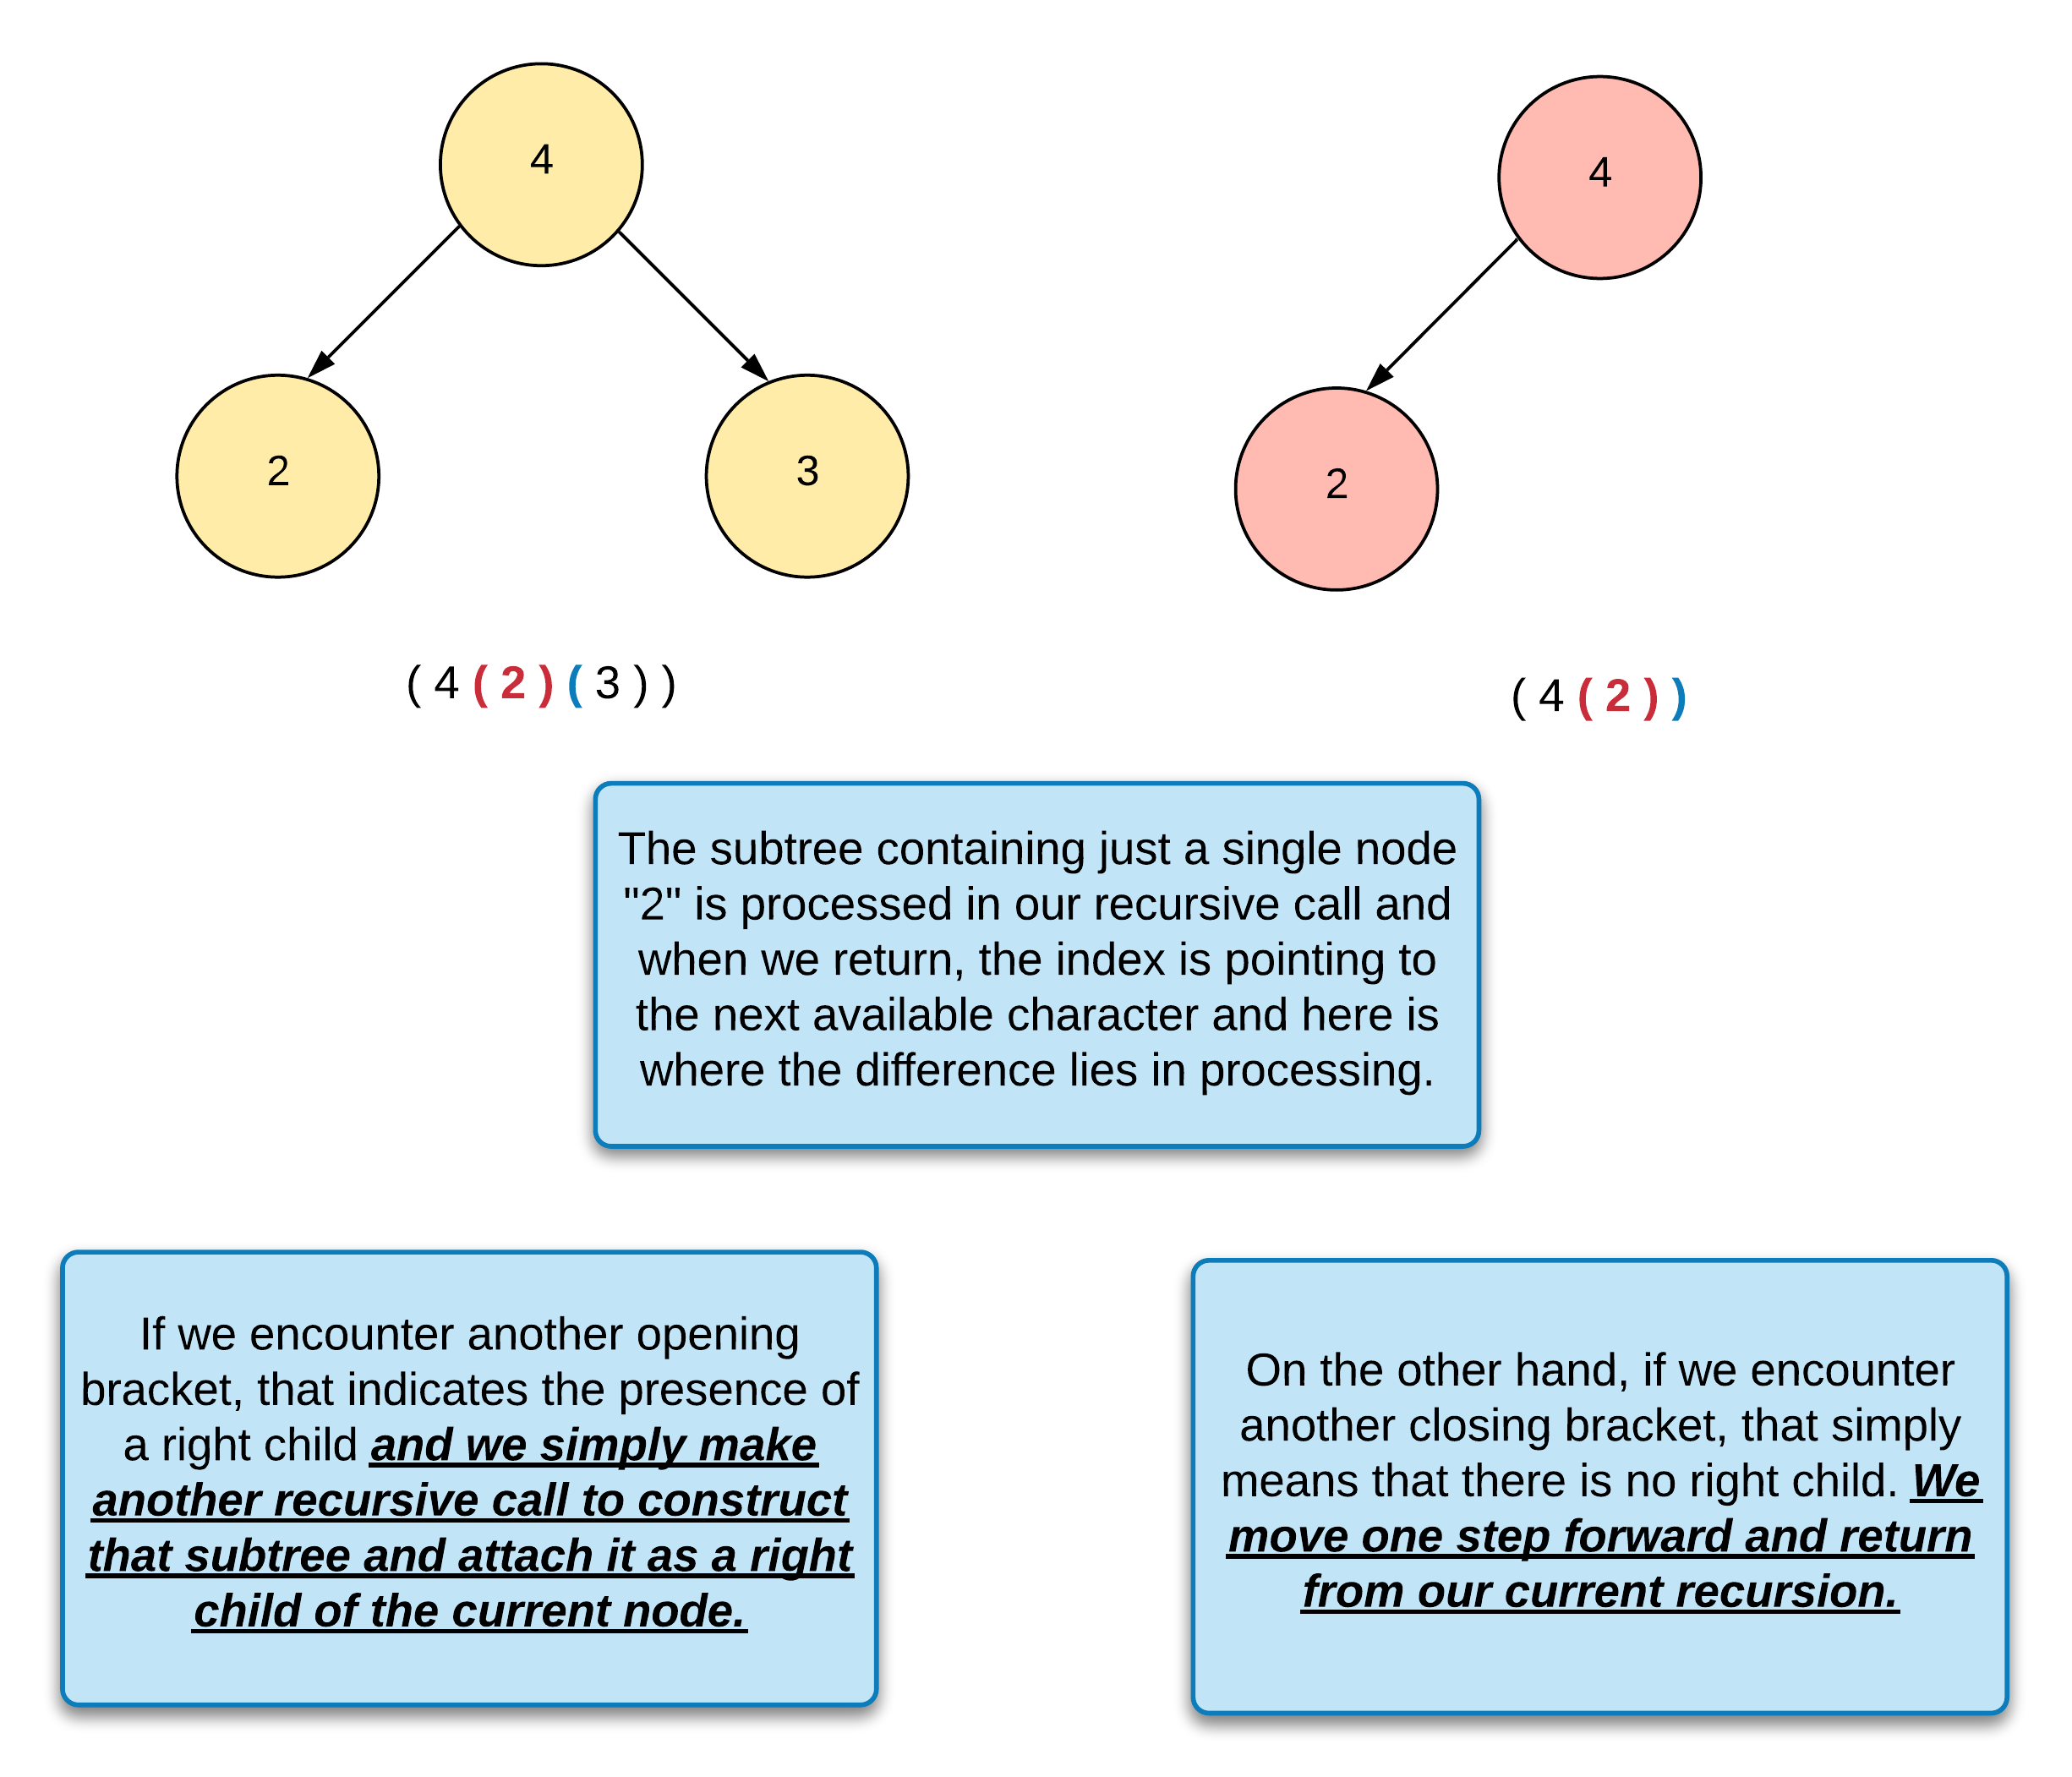 4
4
2
3
2
(4(2)(3))
(4(2))
The subtree containing just a single node
"2" is processed in our recursive call and
when we return, the index is pointing to
the next available character and here is
where the difference lies in processing.
If we encounter another opening
bracket, that indicates the presence of
a right child and we simply make
another recursive call to construct
that subtree and attach it as a right
child of the current node.
On the other hand, if we encounter
another closing bracket, that simply
means that there is no right child. We
move one step forward and return
from our current recursion.